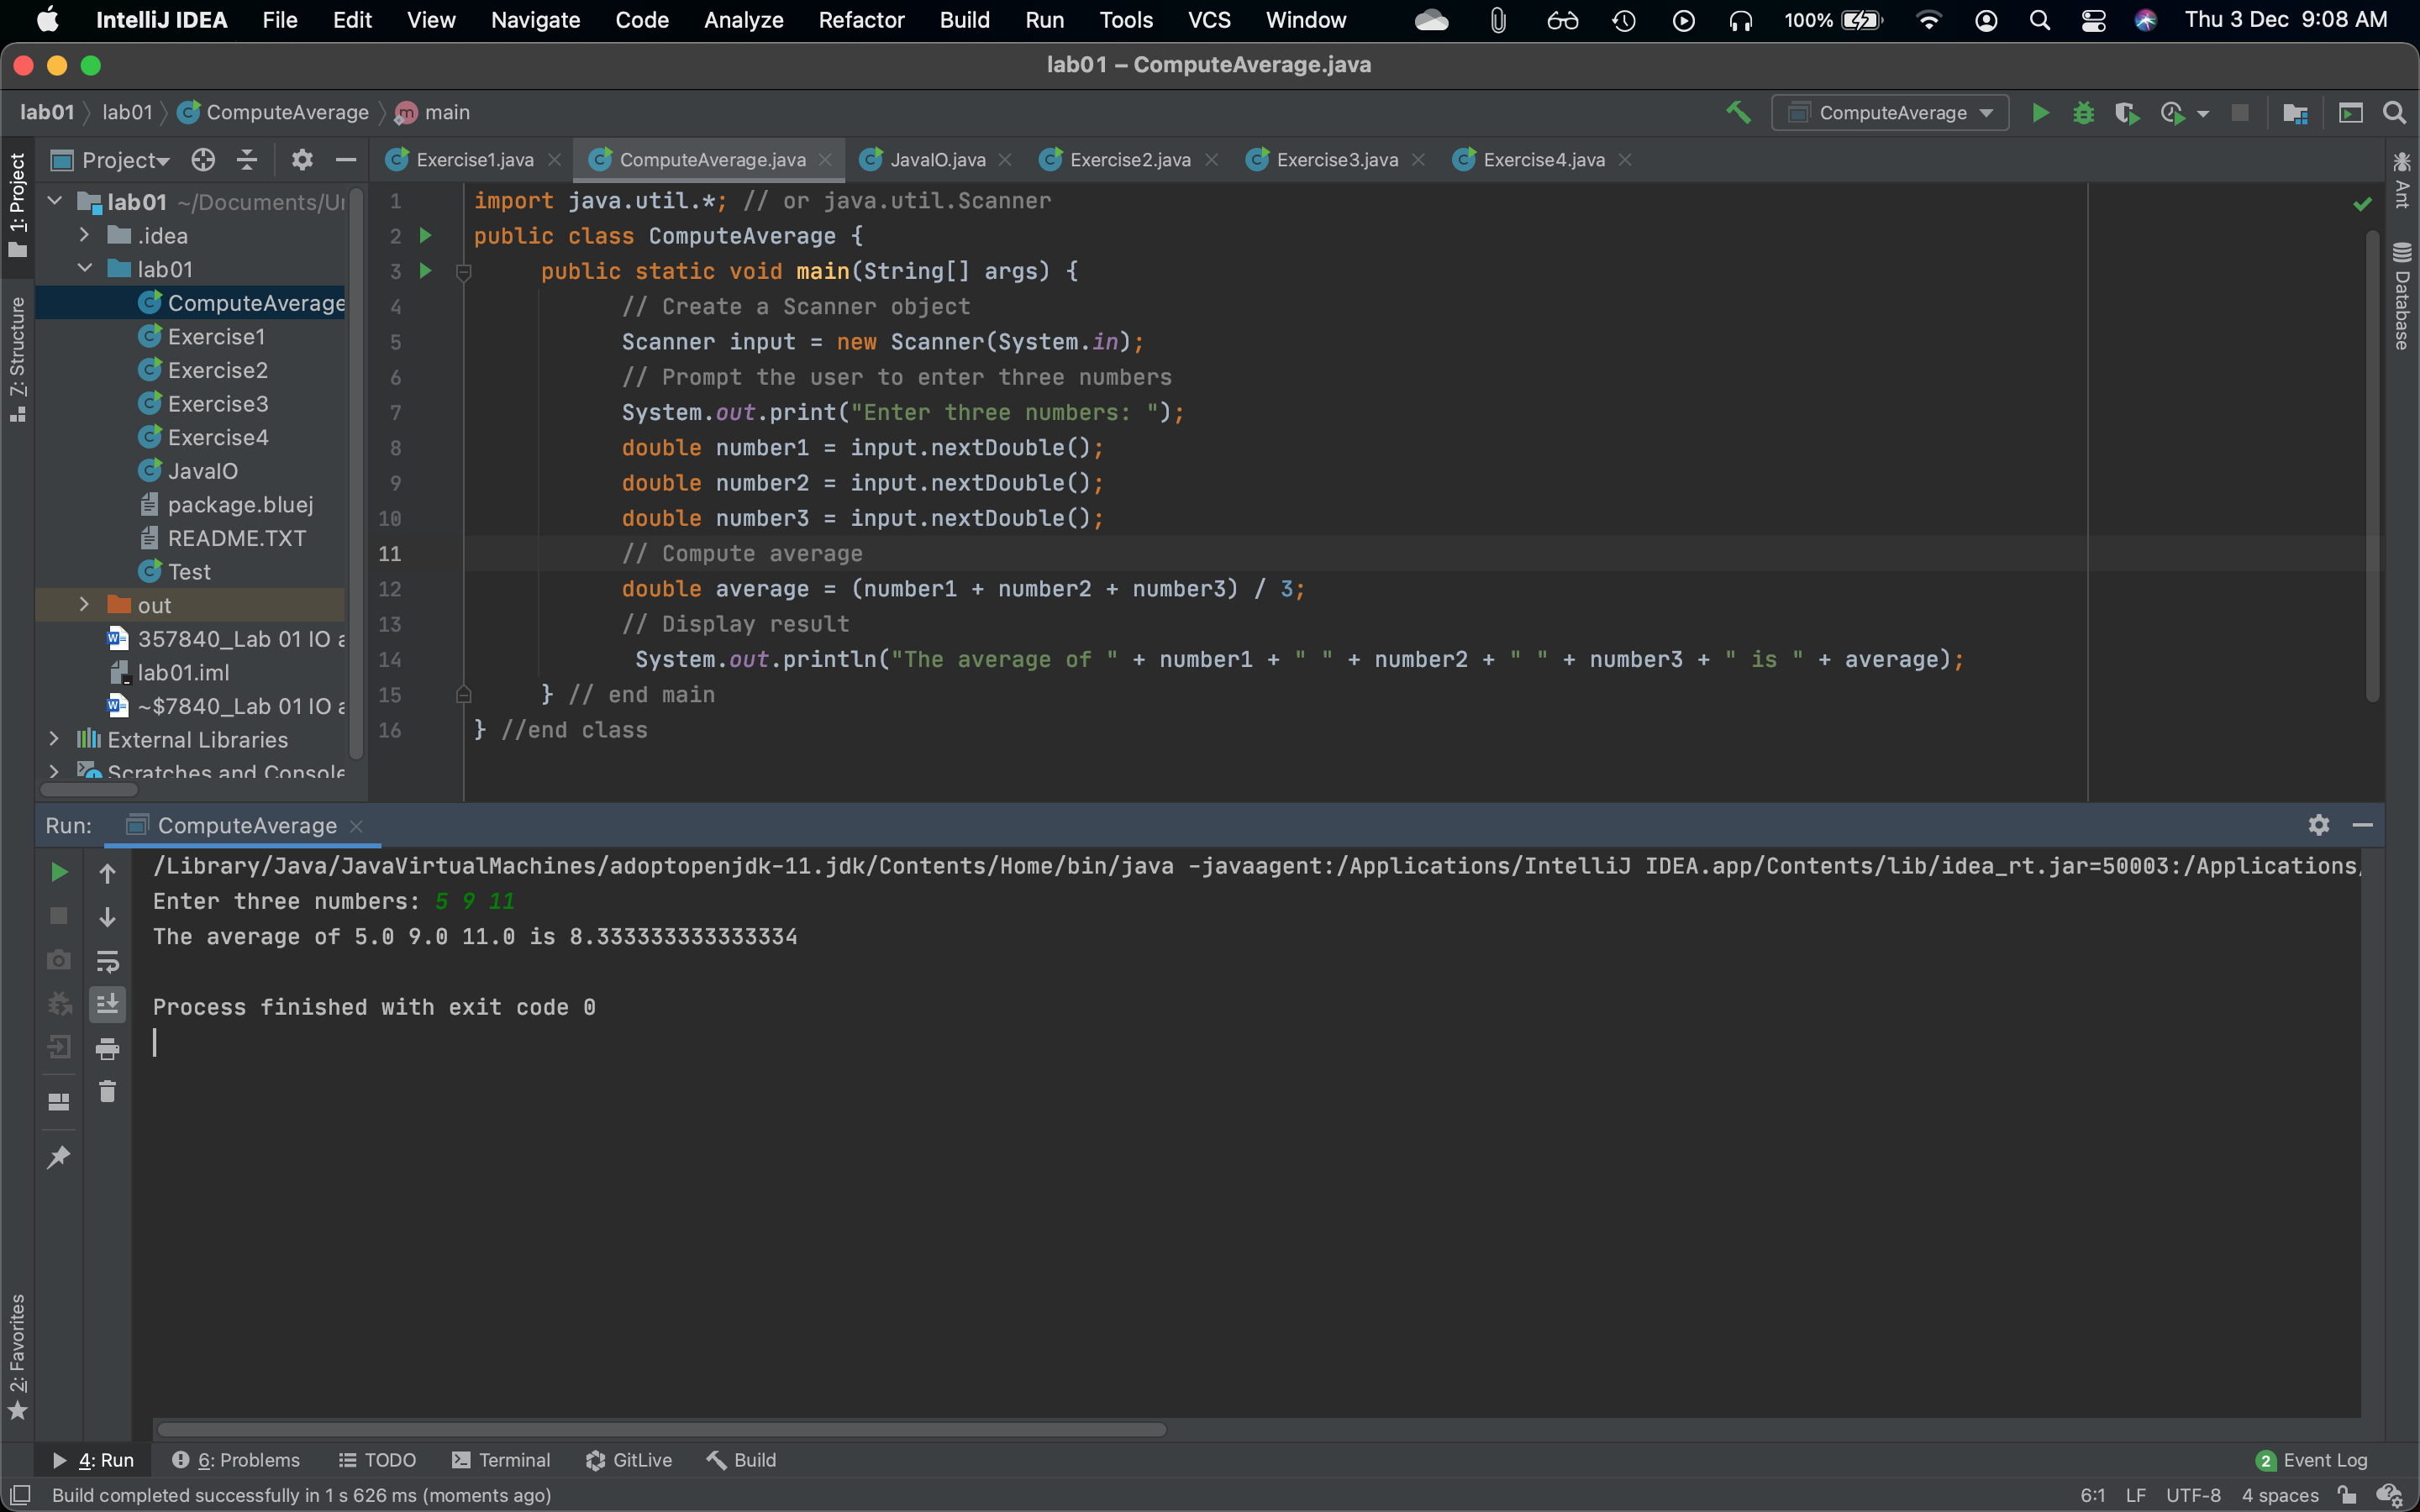 IntelliJ IDEA File Edit View Navigate Code Analyze Refactor Build Run Tools VCS Window 100% Thu 3 Dec 9:08 AM
lab01 – ComputeAverage.java
lab01 lab01 ComputeAverage main ComputeAverage
Project Exercise1.java ComputeAverage.java JavaIO.java Exercise2.java Exercise3.java Exercise4.java
1: Project
Z: Structure
2: Favorites
Ant
Database
lab01 ~/Documents/
.idea
lab01
ComputeAverage
Exercise1
Exercise2
Exercise3
Exercise4
JavaIO
package.bluej
README.TXT
Test
out
357840_Lab 01 IO a
lab01.iml
~$7840_Lab 01 IO a
External Libraries
Scratches and Console
1 import java.util.*; // or java.util.Scanner
2 public class ComputeAverage {
3 public static void main(String[] args) {
4 // Create a Scanner object
5 Scanner input = new Scanner(System.in);
6 // Prompt the user to enter three numbers
7 System.out.print("Enter three numbers: ");
8 double number1 = input.nextDouble();
9 double number2 = input.nextDouble();
10 double number3 = input.nextDouble();
11 // Compute average
12 double average = (number1 + number2 + number3) / 3;
13 // Display result
14 System.out.println("The average of " + number1 + " " + number2 + " " + number3 + " is " + average);
15 } // end main
16 } //end class
Run: ComputeAverage
/Library/Java/JavaVirtualMachines/adoptopenjdk-11.jdk/Contents/Home/bin/java -javaagent:/Applications/IntelliJ IDEA.app/Contents/lib/idea_rt.jar=50003:/Applications/
Enter three numbers: 5 9 11
The average of 5.0 9.0 11.0 is 8.333333333333334
Process finished with exit code 0
4: Run 6: Problems TODO Terminal GitLive Build 2 Event Log
Build completed successfully in 1 s 626 ms (moments ago) 6:1 LF UTF-8 4 spaces